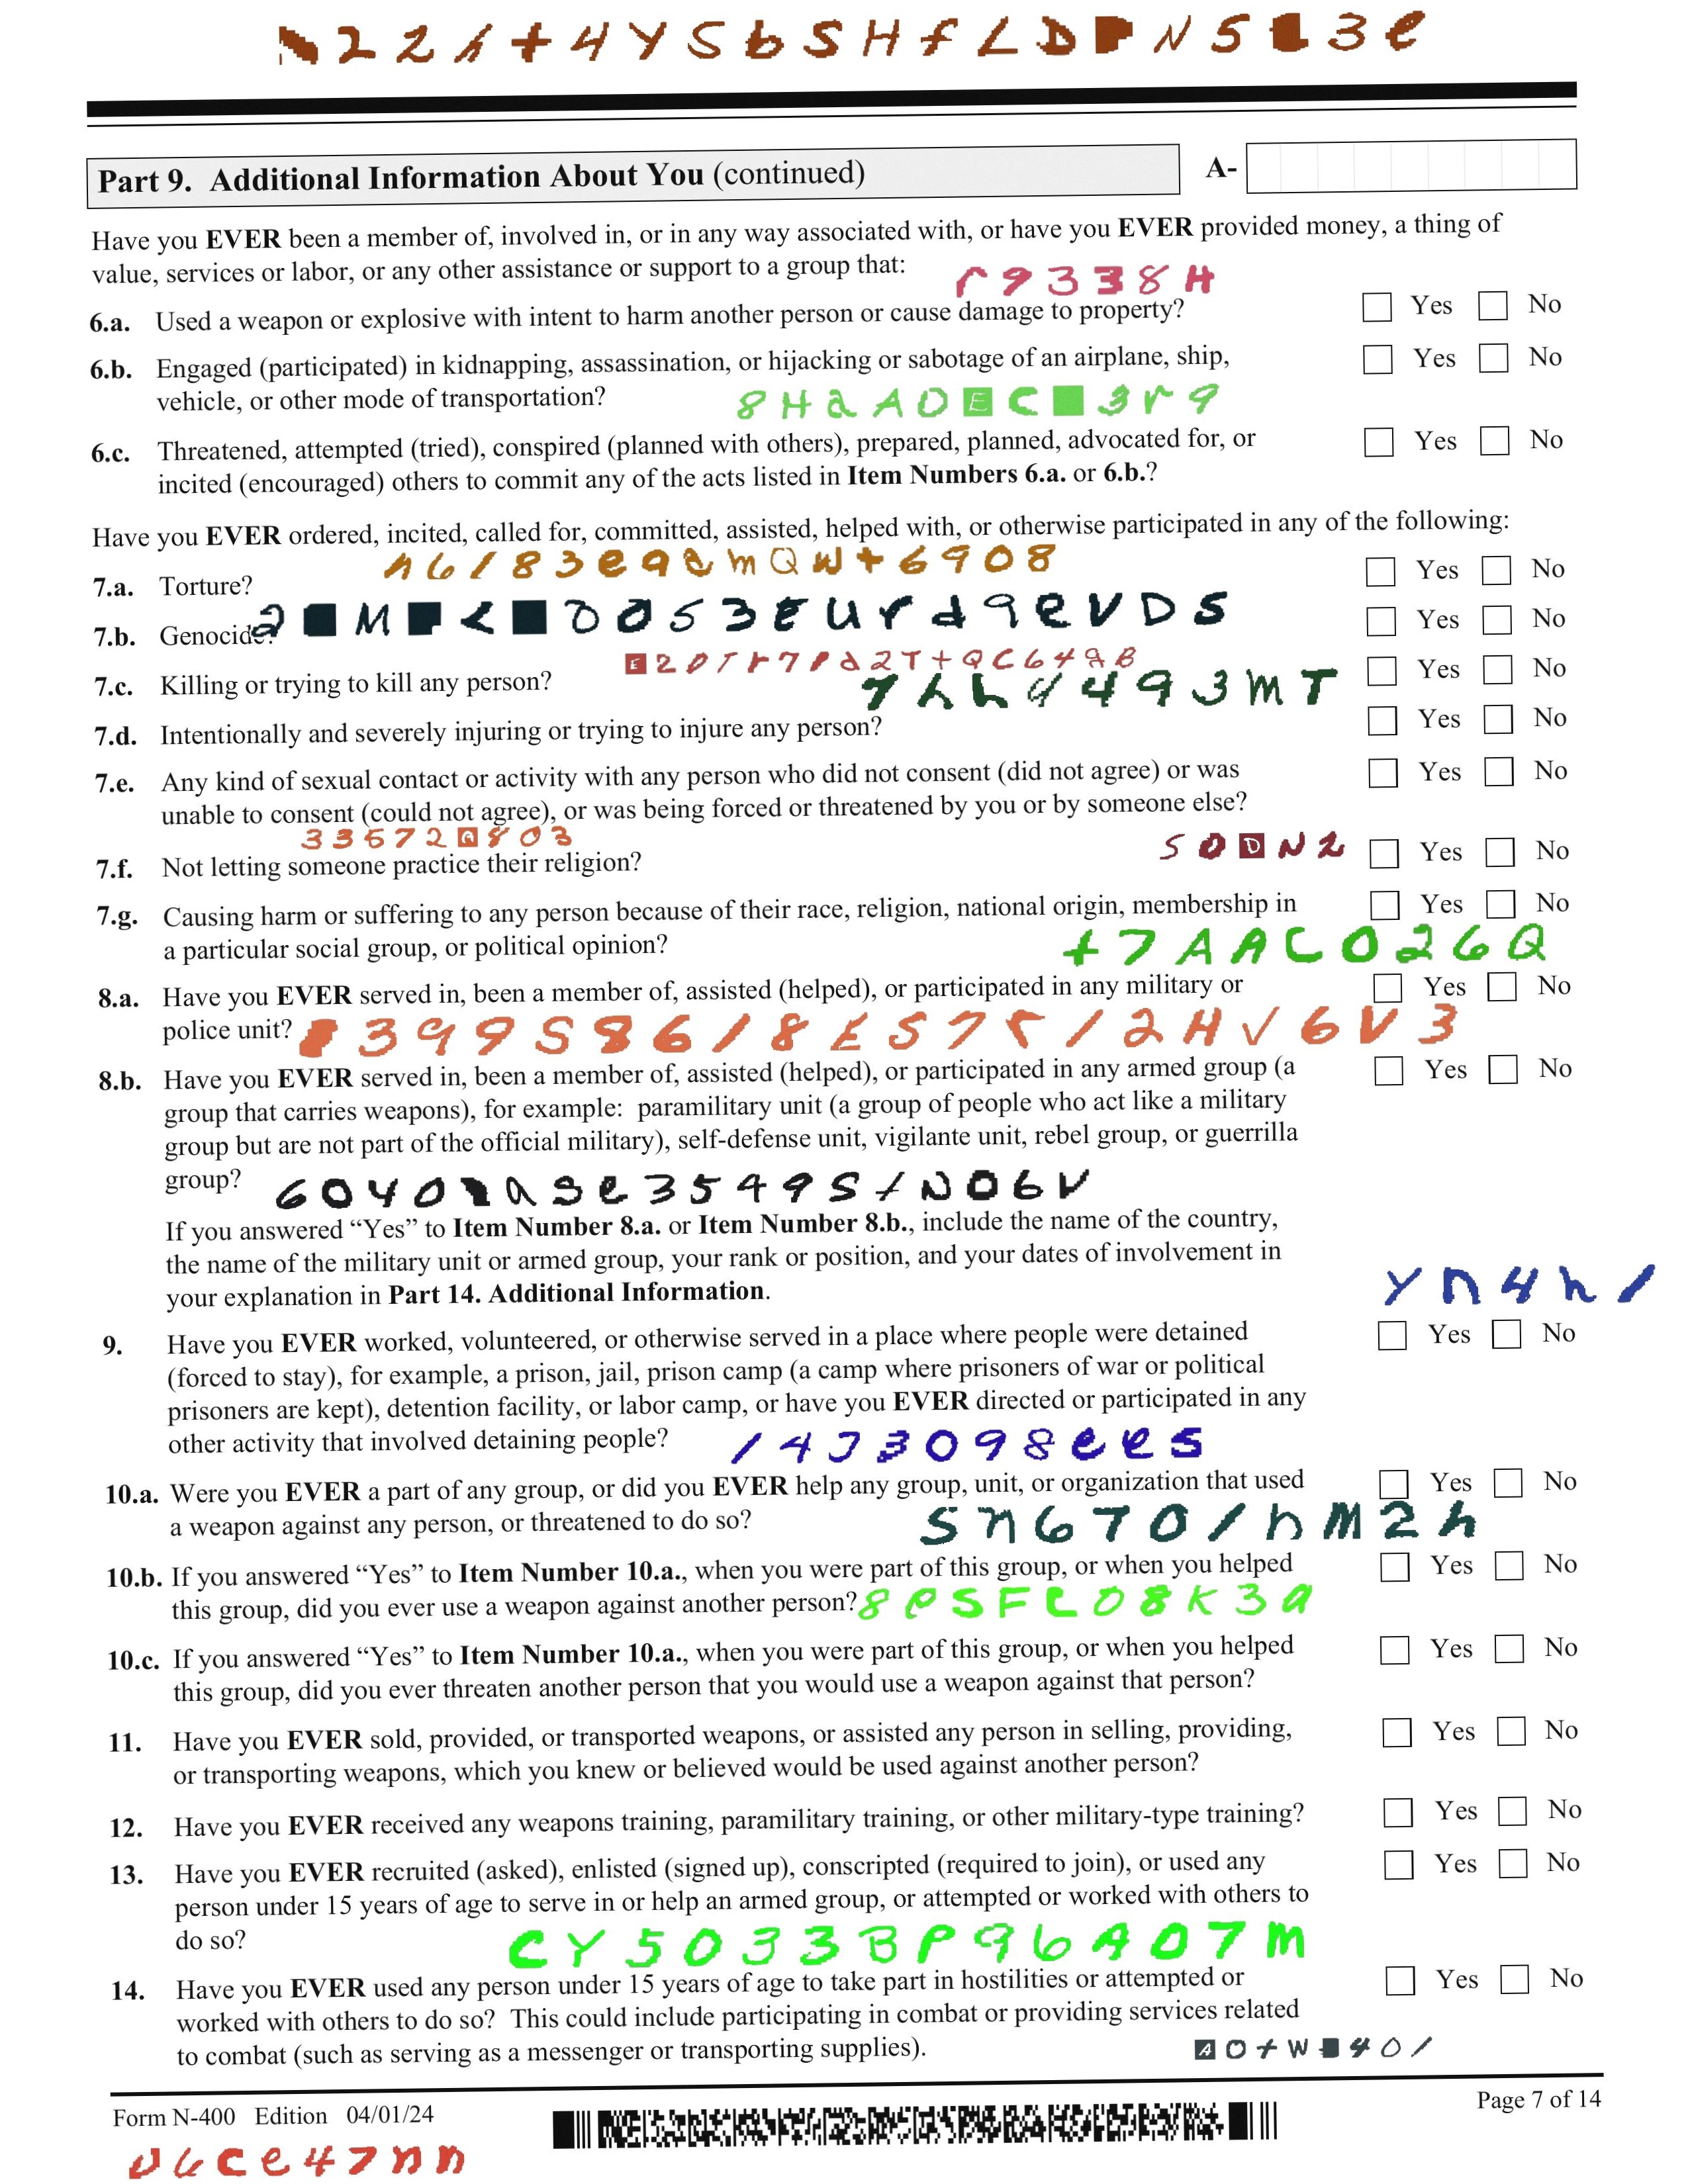 Part 9. Additional Information About You (continued)
A-
Have you EVER been a member of, involved in, or in any way associated with, or have you EVER provided money, a thing of
value, services or labor, or any other assistance or support to a group that:
r9338H
6.a. Used a weapon or explosive with intent to harm another person or cause damage to property? Yes No
6.b. Engaged (participated) in kidnapping, assassination, or hijacking or sabotage of an airplane, ship, Yes No
vehicle, or other mode of transportation?
6.c. Threatened, attempted (tried), conspired (planned with others), prepared, planned, advocated for, or Yes No
incited (encouraged) others to commit any of the acts listed in Item Numbers 6.a. or 6.b.?
Have you EVER ordered, incited, called for, committed, assisted, helped with, or otherwise participated in any of the following:
7.a. Torture? Yes No
7.b. Genocide? Yes No
7.c. Killing or trying to kill any person? Yes No
7.d. Intentionally and severely injuring or trying to injure any person? Yes No
7.e. Any kind of sexual contact or activity with any person who did not consent (did not agree) or was Yes No
unable to consent (could not agree), or was being forced or threatened by you or by someone else?
33572A803
SODN2
7.f. Not letting someone practice their religion? Yes No
7.g. Causing harm or suffering to any person because of their race, religion, national origin, membership in Yes No
a particular social group, or political opinion?
+7AAC026Q
8.a. Have you EVER served in, been a member of, assisted (helped), or participated in any military or Yes No
police unit?
8.b. Have you EVER served in, been a member of, assisted (helped), or participated in any armed group (a Yes No
group that carries weapons), for example: paramilitary unit (a group of people who act like a military
group but are not part of the official military), self-defense unit, vigilante unit, rebel group, or guerrilla
group?
If you answered “Yes” to Item Number 8.a. or Item Number 8.b., include the name of the country,
the name of the military unit or armed group, your rank or position, and your dates of involvement in
your explanation in Part 14. Additional Information.
Yn4h/
9. Have you EVER worked, volunteered, or otherwise served in a place where people were detained Yes No
(forced to stay), for example, a prison, jail, prison camp (a camp where prisoners of war or political
prisoners are kept), detention facility, or labor camp, or have you EVER directed or participated in any
other activity that involved detaining people?
/4J3098ees
10.a. Were you EVER a part of any group, or did you EVER help any group, unit, or organization that used Yes No
a weapon against any person, or threatened to do so?
Sn670/hM2h
10.b. If you answered “Yes” to Item Number 10.a., when you were part of this group, or when you helped Yes No
this group, did you ever use a weapon against another person?
8eSFC08K3a
10.c. If you answered “Yes” to Item Number 10.a., when you were part of this group, or when you helped Yes No
this group, did you ever threaten another person that you would use a weapon against that person?
11. Have you EVER sold, provided, or transported weapons, or assisted any person in selling, providing, Yes No
or transporting weapons, which you knew or believed would be used against another person?
12. Have you EVER received any weapons training, paramilitary training, or other military-type training? Yes No
13. Have you EVER recruited (asked), enlisted (signed up), conscripted (required to join), or used any Yes No
person under 15 years of age to serve in or help an armed group, or attempted or worked with others to
do so?
CY5033BP96A07m
14. Have you EVER used any person under 15 years of age to take part in hostilities or attempted or Yes No
worked with others to do so? This could include participating in combat or providing services related
to combat (such as serving as a messenger or transporting supplies).
Form N-400 Edition 04/01/24
Page 7 of 14
U6Ce47nn